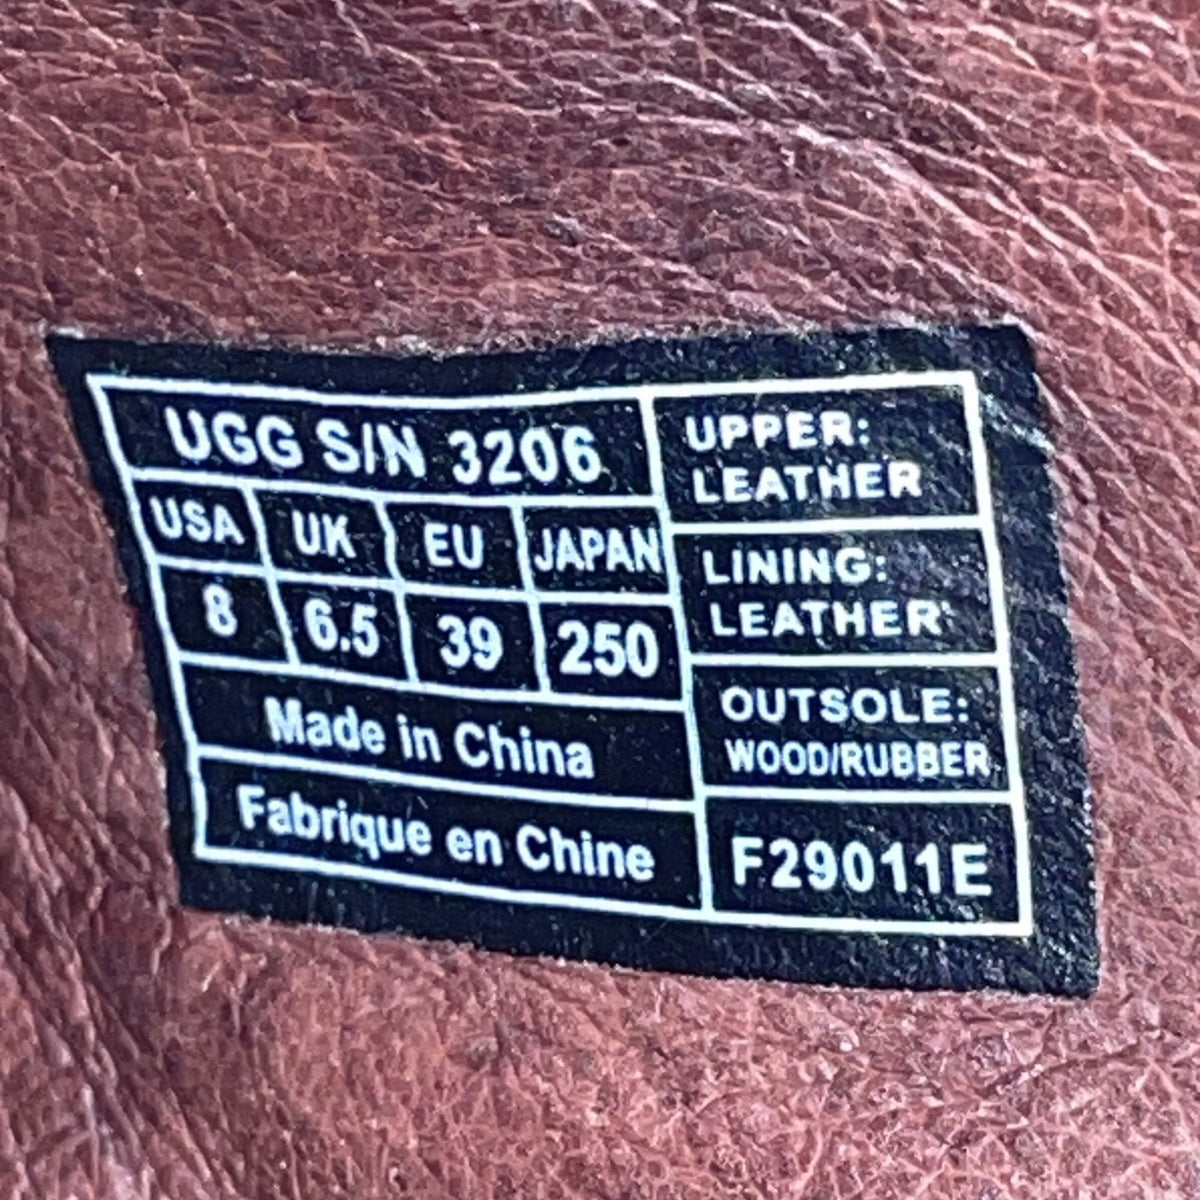 UGG S/N 3206
USA UK EU JAPAN
8 6.5 39 250
Made in China
Fabrique en Chine
UPPER:
LEATHER
LINING:
LEATHER
OUTSOLE:
WOOD/RUBBER
F29011E